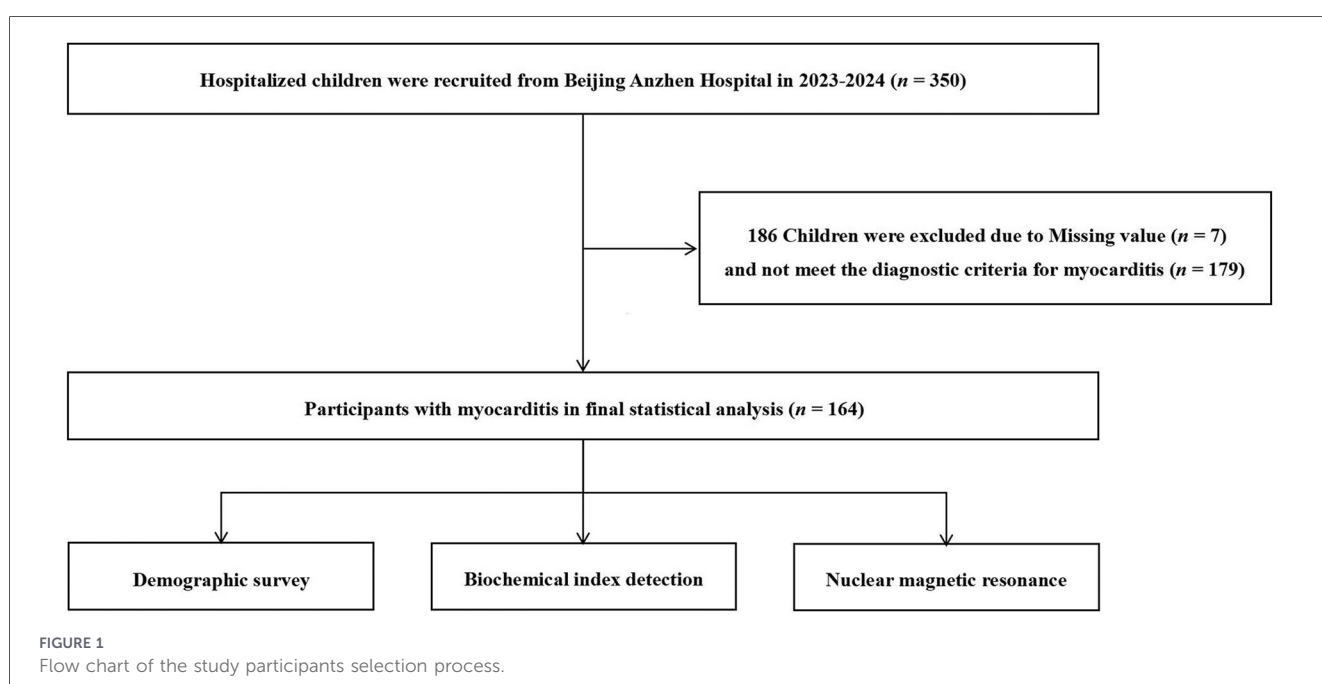 Hospitalized children were recruited from Beijing Anzhen Hospital in 2023-2024 (n = 350)
186 Children were excluded due to Missing value (n = 7)
and not meet the diagnostic criteria for myocarditis (n = 179)
Participants with myocarditis in final statistical analysis (n = 164)
Demographic survey
Biochemical index detection
Nuclear magnetic resonance
FIGURE 1
Flow chart of the study participants selection process.